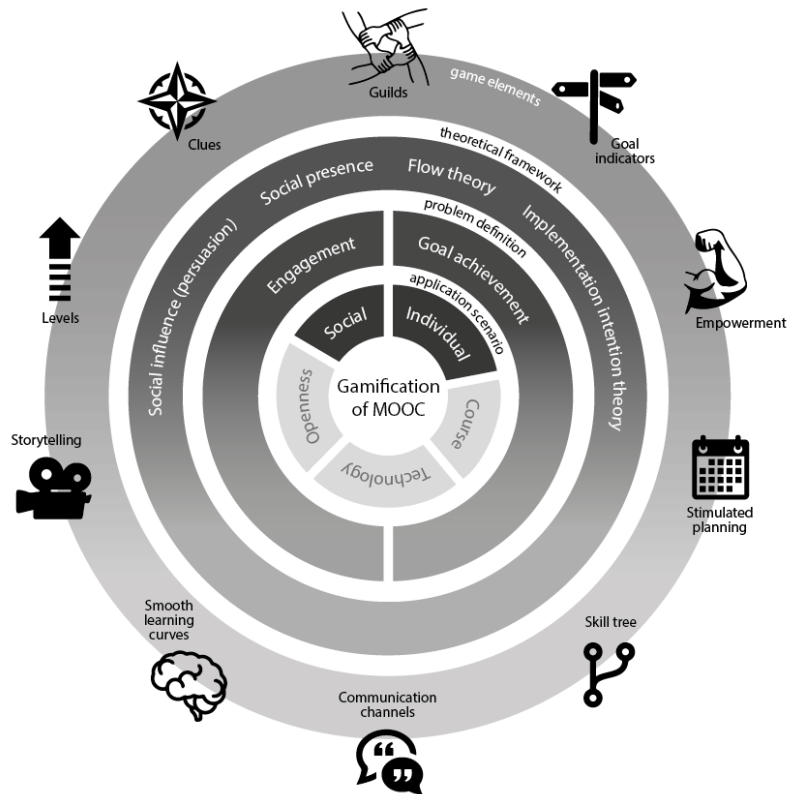 Guilds
game elements
Goal
indicators
Clues
Empowerment
Levels
Storytelling
Stimulated
planning
Smooth
learning
curves
Skill tree
Communication
channels
theoretical framework
Social influence (persuasion)
Social presence
Flow theory
Implementation intention theory
problem definition
Engagement
Goal achievement
application scenario
Social
Individual
Openness
Course
Technology
Gamification
of MOOC